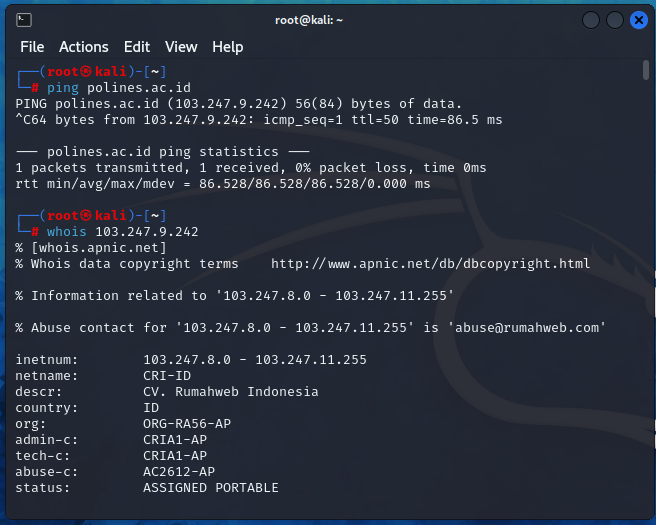 root@kali: ~
File Actions Edit View Help
┌──(root㉿kali)-[~]
└─# ping polines.ac.id
PING polines.ac.id (103.247.9.242) 56(84) bytes of data.
^C64 bytes from 103.247.9.242: icmp_seq=1 ttl=50 time=86.5 ms
--- polines.ac.id ping statistics ---
1 packets transmitted, 1 received, 0% packet loss, time 0ms
rtt min/avg/max/mdev = 86.528/86.528/86.528/0.000 ms
┌──(root㉿kali)-[~]
└─# whois 103.247.9.242
% [whois.apnic.net]
% Whois data copyright terms    http://www.apnic.net/db/dbcopyright.html
% Information related to '103.247.8.0 - 103.247.11.255'
% Abuse contact for '103.247.8.0 - 103.247.11.255' is 'abuse@rumahweb.com'
inetnum:        103.247.8.0 - 103.247.11.255
netname:        CRI-ID
descr:          CV. Rumahweb Indonesia
country:        ID
org:            ORG-RA56-AP
admin-c:        CRIA1-AP
tech-c:         CRIA1-AP
abuse-c:        AC2612-AP
status:         ASSIGNED PORTABLE